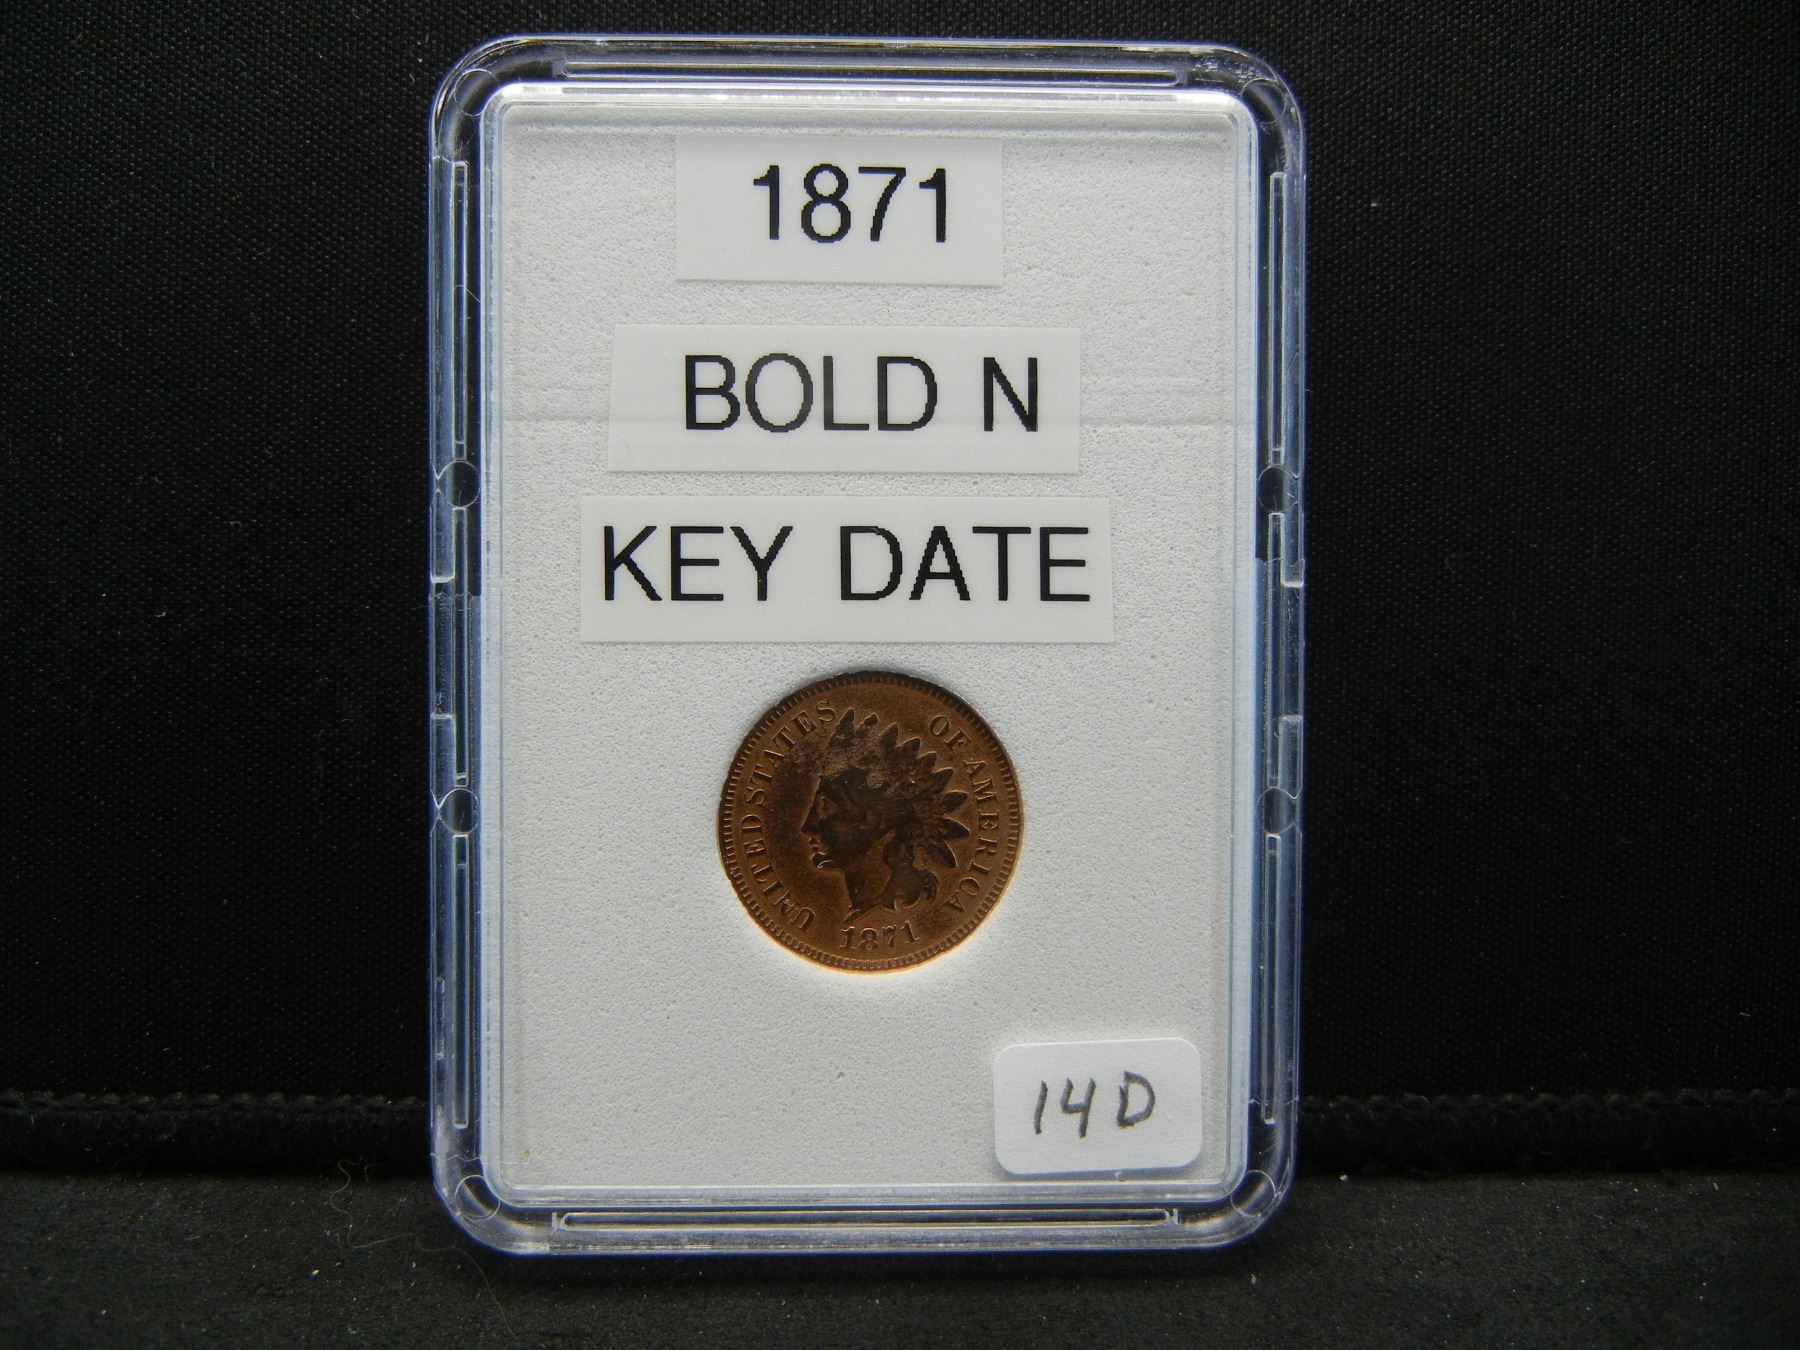 1871
BOLD N
KEY DATE
UNITED STATES OF AMERICA
1871
14D